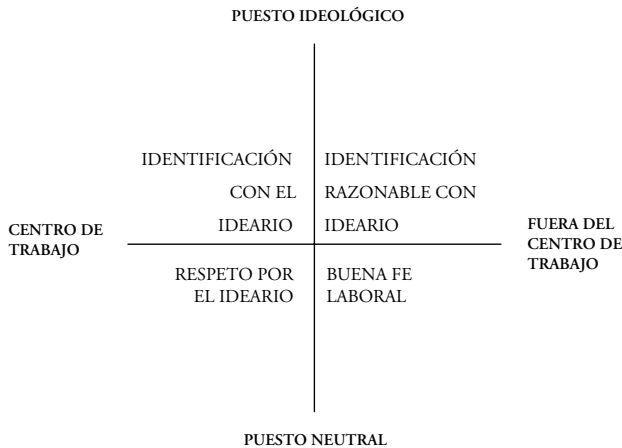 PUESTO IDEOLÓGICO
IDENTIFICACIÓN
CON EL
IDEARIO
IDENTIFICACIÓN
RAZONABLE CON
IDEARIO
CENTRO DE
TRABAJO
FUERA DEL
CENTRO DE
TRABAJO
RESPETO POR
EL IDEARIO
BUENA FE
LABORAL
PUESTO NEUTRAL